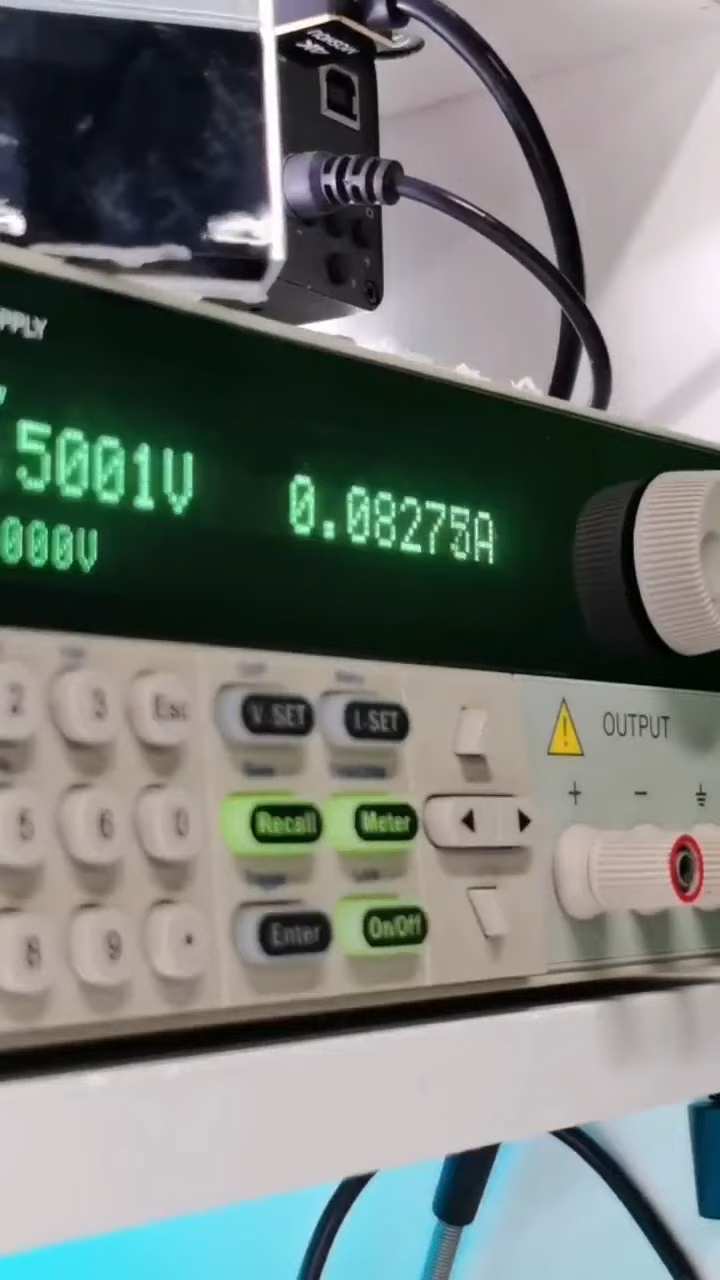 4K
PPLY
5001V 0.08275A
000V
2 3 Esc V-SET I-SET
OUTPUT
+ −
5 6 0 Recall Meter
8 9 • Enter On/Off